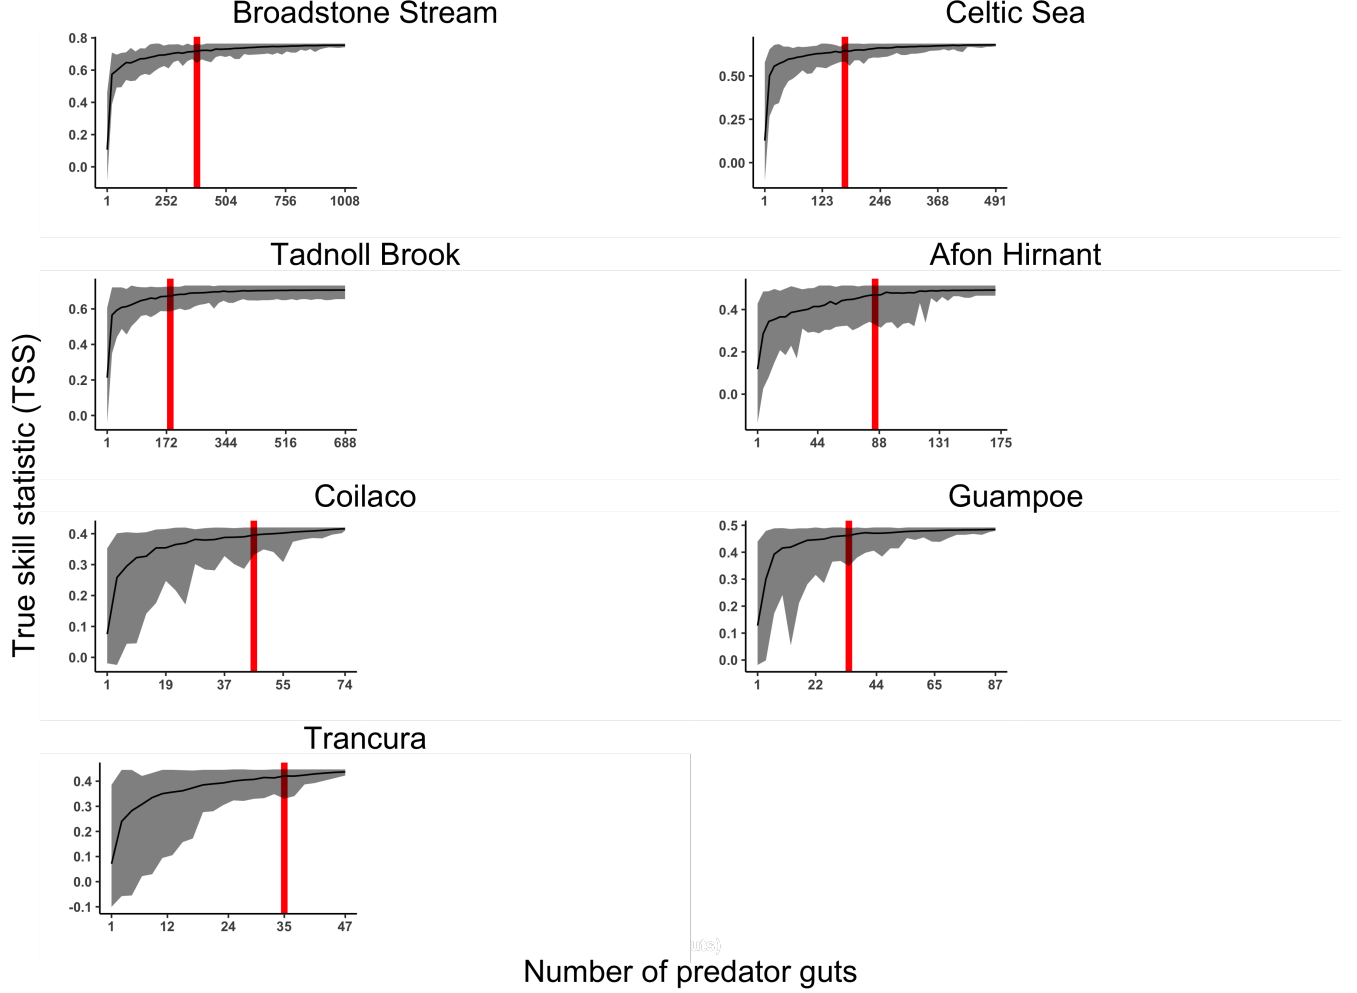 Broadstone Stream
Celtic Sea
0.8
0.6
0.4
0.2
0.0
1 252 504 756 1008
0.50
0.25
0.00
1 123 246 368 491
Tadnoll Brook
Afon Hirnant
0.6
0.4
0.2
0.0
1 172 344 516 688
0.4
0.2
0.0
1 44 88 131 175
True skill statistic (TSS)
Coilaco
Guampoe
0.4
0.3
0.2
0.1
0.0
1 19 37 55 74
0.5
0.4
0.3
0.2
0.1
0.0
1 22 44 65 87
Trancura
0.4
0.3
0.2
0.1
0.0
-0.1
1 12 24 35 47
uts)
Number of predator guts